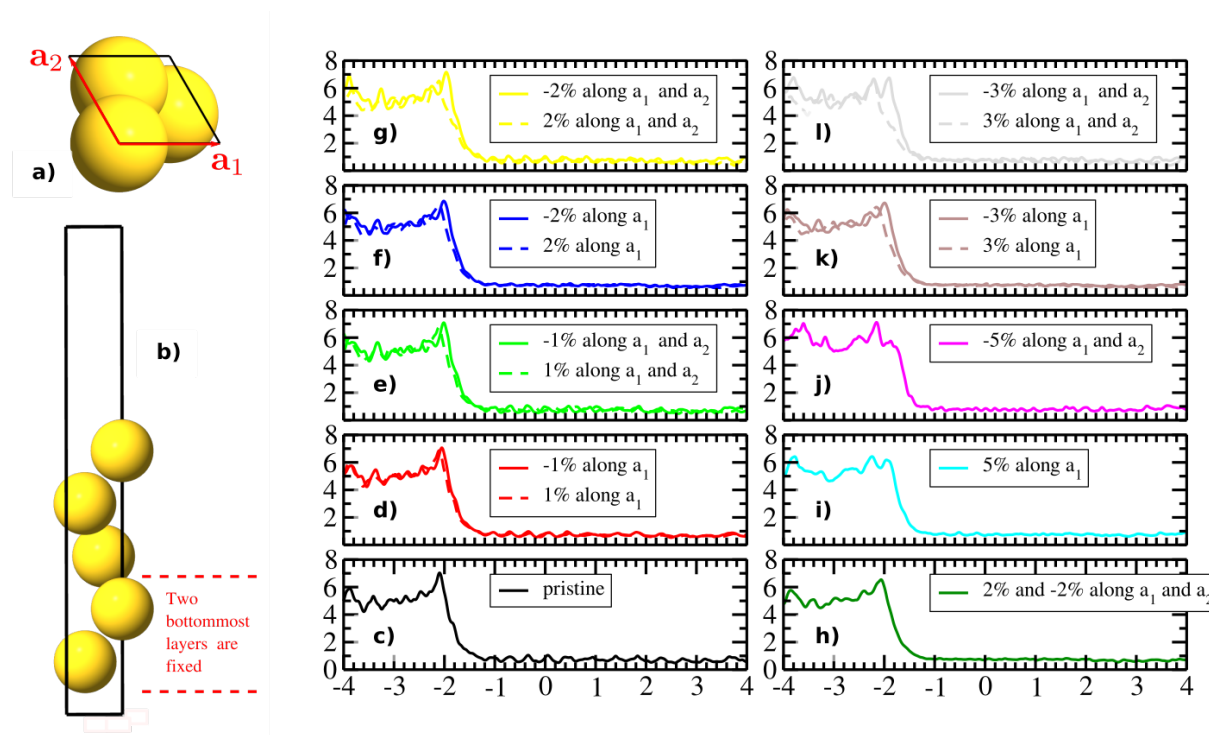 a₂
a₁
a)
b)
Two
bottommost
layers are
fixed
8
6
4
2
g)
-2% along a₁ and a₂
2% along a₁ and a₂
8
6
4
2
f)
-2% along a₁
2% along a₁
8
6
4
2
e)
-1% along a₁ and a₂
1% along a₁ and a₂
8
6
4
2
d)
-1% along a₁
1% along a₁
8
6
4
2
0
c)
pristine
-4 -3 -2 -1 0 1 2 3 4
8
6
4
2
l)
-3% along a₁ and a₂
3% along a₁ and a₂
8
6
4
2
k)
-3% along a₁
3% along a₁
8
6
4
2
j)
-5% along a₁ and a₂
8
6
4
2
i)
5% along a₁
8
6
4
2
0
h)
2% and -2% along a₁ and a₂
-4 -3 -2 -1 0 1 2 3 4